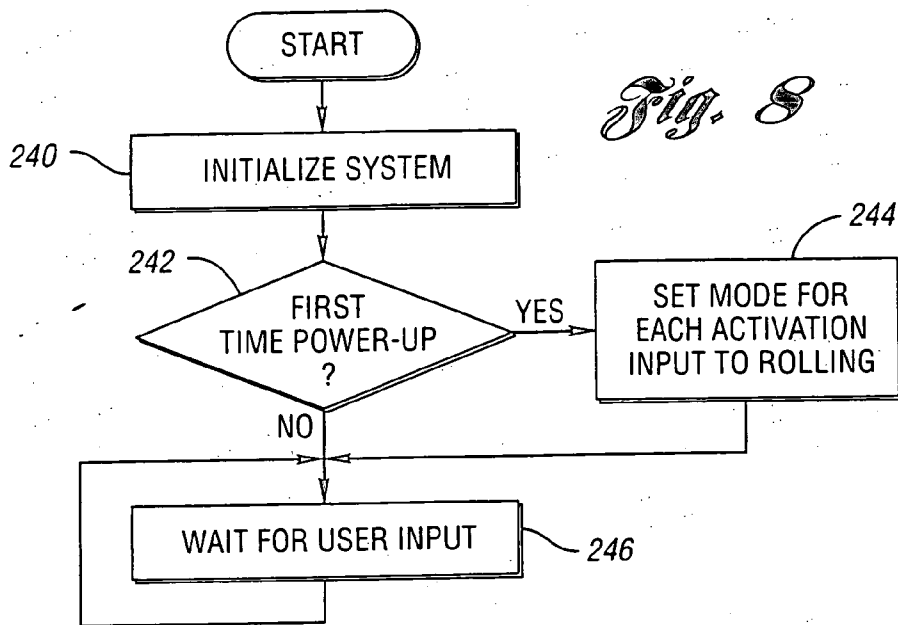 START
Fig. 8
240
INITIALIZE SYSTEM
242
244
FIRST
TIME POWER-UP
?
YES
SET MODE FOR
EACH ACTIVATION
INPUT TO ROLLING
NO
WAIT FOR USER INPUT
246